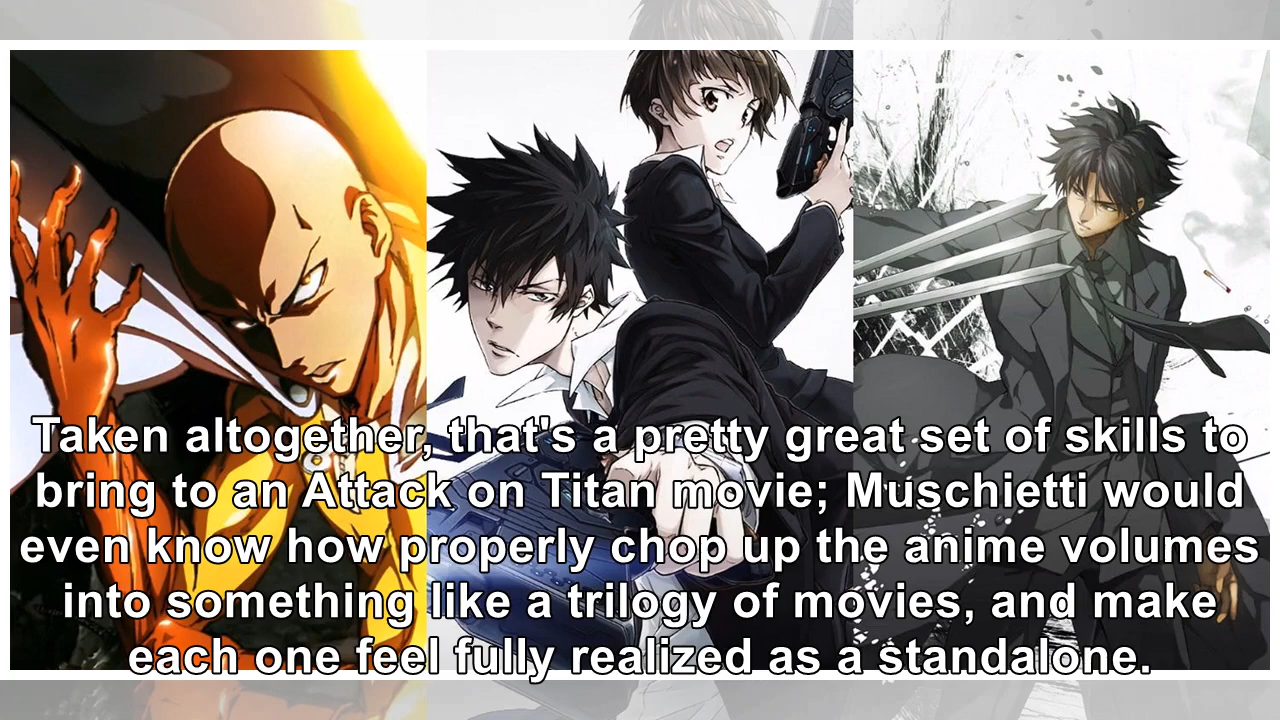 Taken altogether, that's a pretty great set of skills to
bring to an Attack on Titan movie; Muschietti would
even know how properly chop up the anime volumes
into something like a trilogy of movies, and make
each one feel fully realized as a standalone.